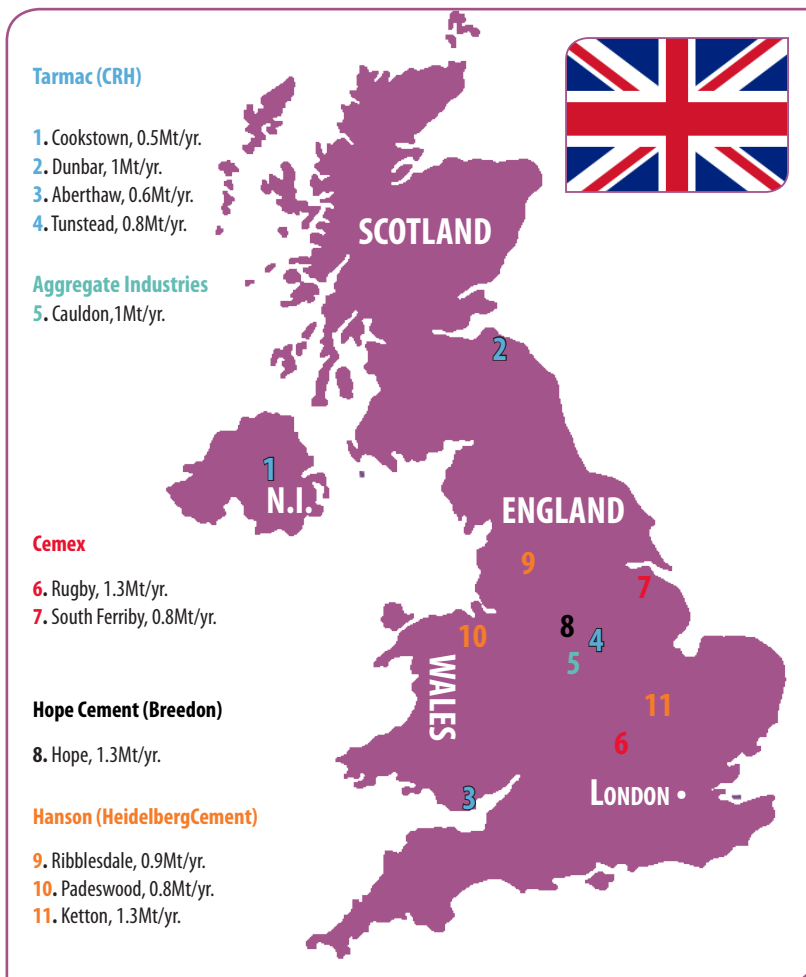 Tarmac (CRH)
1. Cookstown, 0.5Mt/yr.
2. Dunbar, 1Mt/yr.
3. Aberthaw, 0.6Mt/yr.
4. Tunstead, 0.8Mt/yr.
Aggregate Industries
5. Cauldon,1Mt/yr.
Cemex
6. Rugby, 1.3Mt/yr.
7. South Ferriby, 0.8Mt/yr.
Hope Cement (Breedon)
8. Hope, 1.3Mt/yr.
Hanson (HeidelbergCement)
9. Ribblesdale, 0.9Mt/yr.
10. Padeswood, 0.8Mt/yr.
11. Ketton, 1.3Mt/yr.
SCOTLAND
2
1
N.I.
ENGLAND
9
7
8
4
10
5
WALES
11
6
3
LONDON